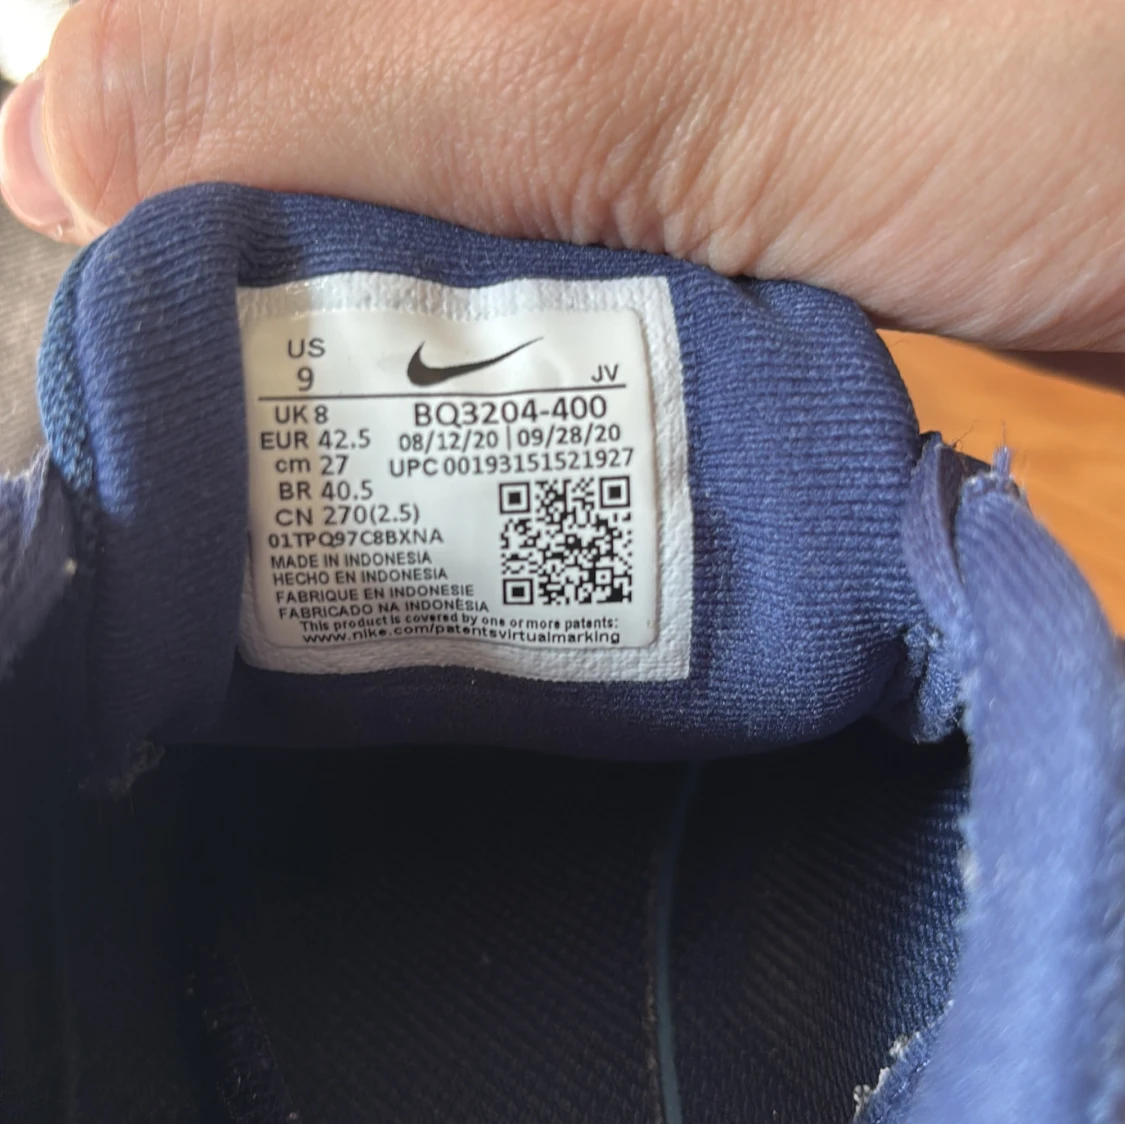 US
9
JV
UK 8
BQ3204-400
EUR 42.5
08/12/20 | 09/28/20
cm 27
UPC 00193151521927
BR 40.5
CN 270(2.5)
01TPQ97C8BXNA
MADE IN INDONESIA
HECHO EN INDONESIA
FABRIQUE EN INDONESIE
FABRICADO NA INDONÈSIA
This product is covered by one or more patents:
www.nike.com/patentsvirtualmarking